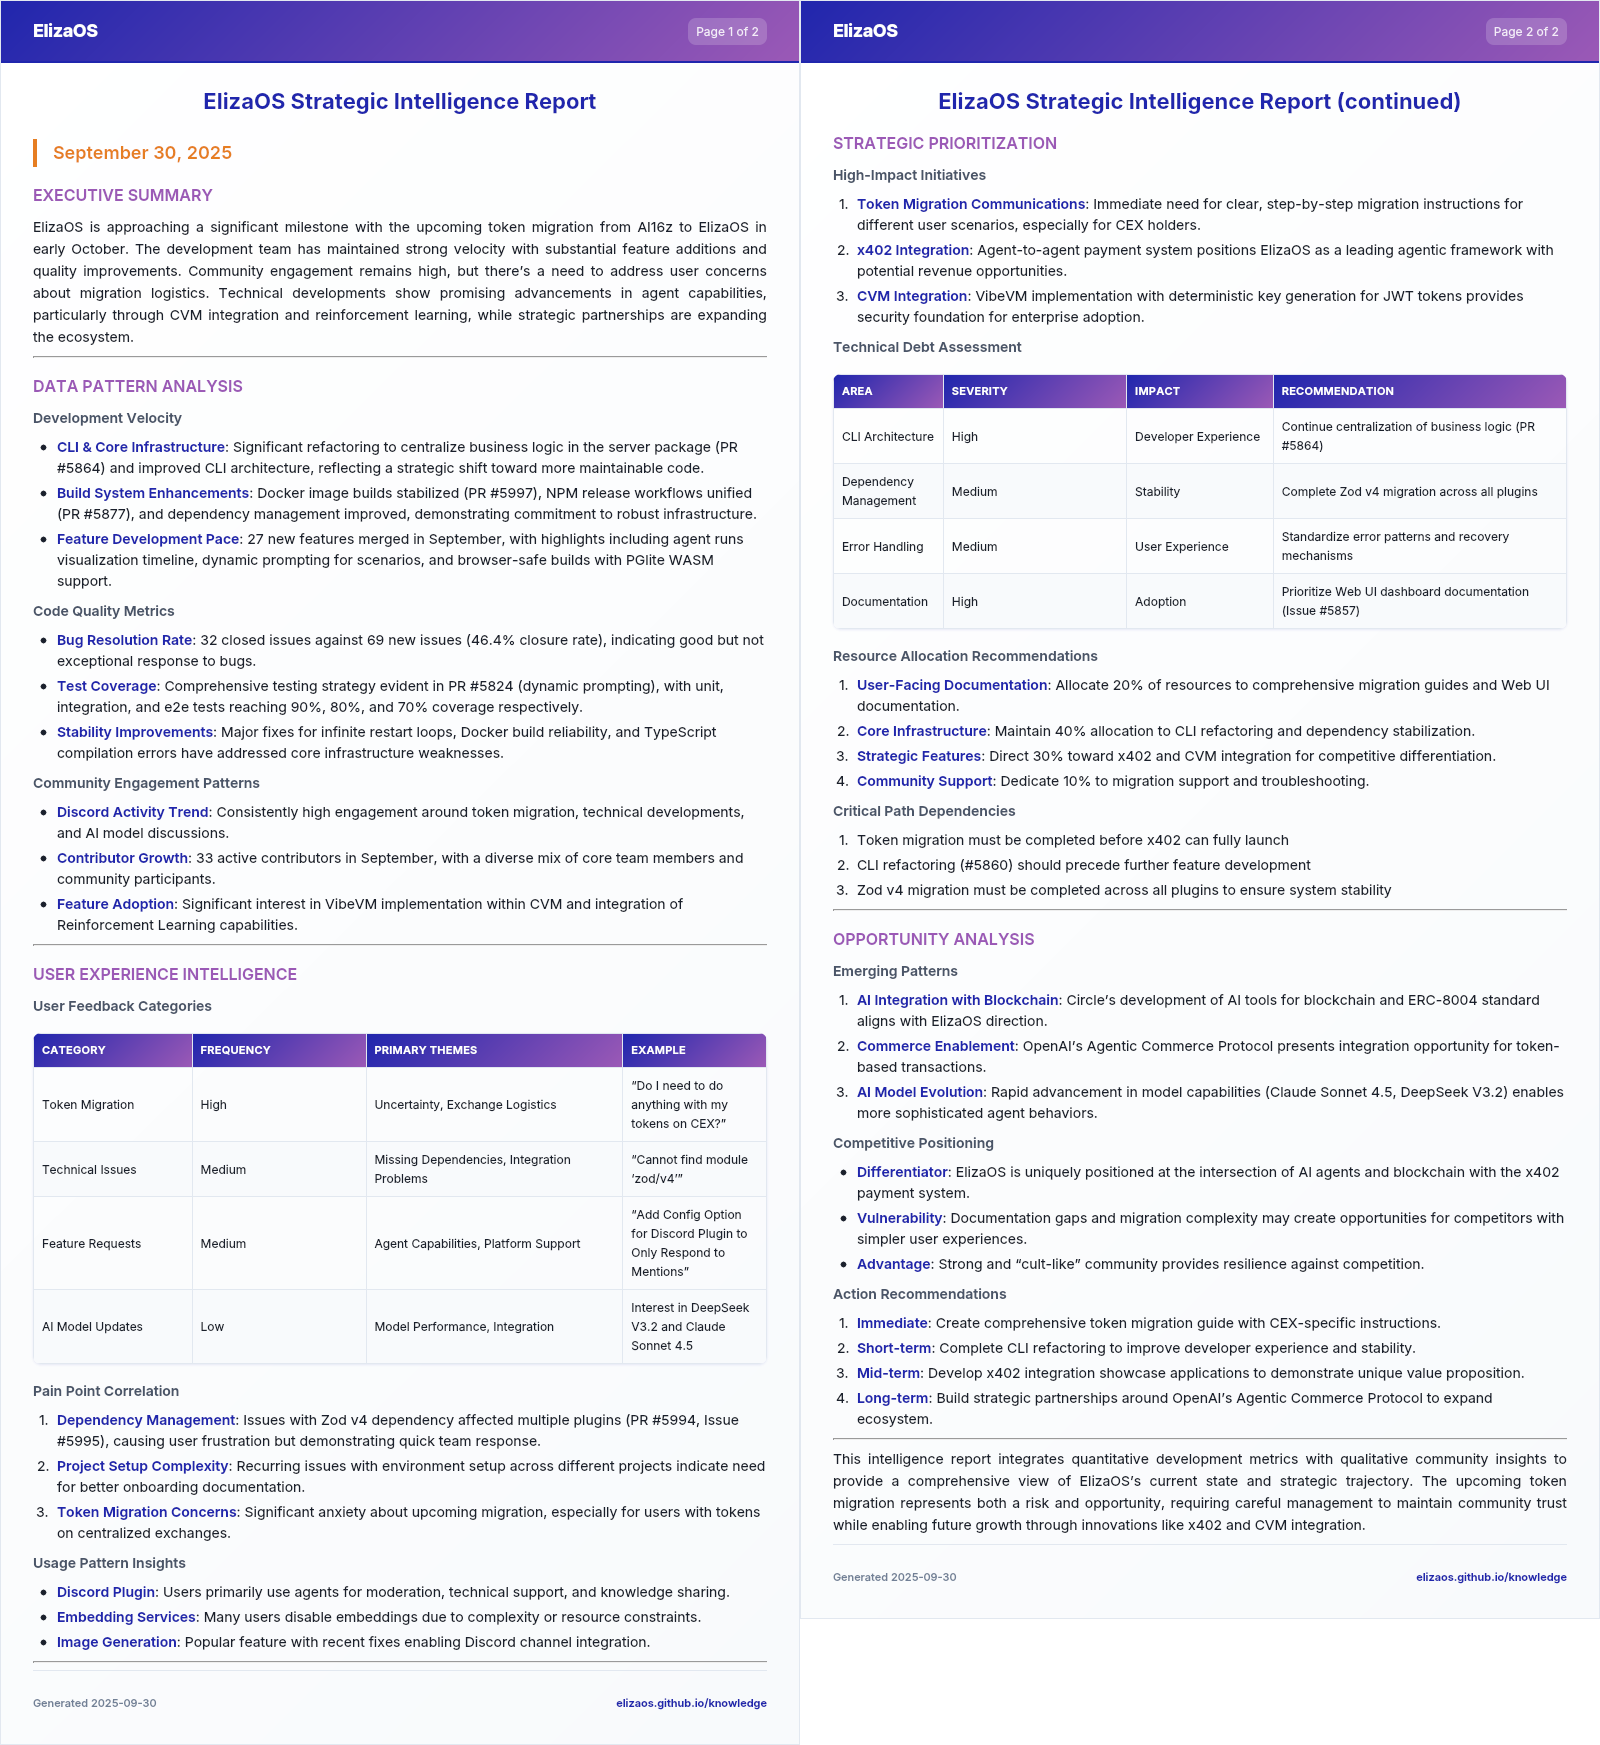 ElizaOS
Page 1 of 2
ElizaOS Strategic Intelligence Report
September 30, 2025
EXECUTIVE SUMMARY
ElizaOS is approaching a significant milestone with the upcoming token migration from AI16z to ElizaOS in
early October. The development team has maintained strong velocity with substantial feature additions and
quality improvements. Community engagement remains high, but there's a need to address user concerns
about migration logistics. Technical developments show promising advancements in agent capabilities,
particularly through CVM integration and reinforcement learning, while strategic partnerships are expanding
the ecosystem.
DATA PATTERN ANALYSIS
Development Velocity
• CLI & Core Infrastructure: Significant refactoring to centralize business logic in the server package (PR
#5864) and improved CLI architecture, reflecting a strategic shift toward more maintainable code.
• Build System Enhancements: Docker image builds stabilized (PR #5997), NPM release workflows unified
(PR #5877), and dependency management improved, demonstrating commitment to robust infrastructure.
• Feature Development Pace: 27 new features merged in September, with highlights including agent runs
visualization timeline, dynamic prompting for scenarios, and browser-safe builds with PGlite WASM
support.
Code Quality Metrics
• Bug Resolution Rate: 32 closed issues against 69 new issues (46.4% closure rate), indicating good but not
exceptional response to bugs.
• Test Coverage: Comprehensive testing strategy evident in PR #5824 (dynamic prompting), with unit,
integration, and e2e tests reaching 90%, 80%, and 70% coverage respectively.
• Stability Improvements: Major fixes for infinite restart loops, Docker build reliability, and TypeScript
compilation errors have addressed core infrastructure weaknesses.
Community Engagement Patterns
• Discord Activity Trend: Consistently high engagement around token migration, technical developments,
and AI model discussions.
• Contributor Growth: 33 active contributors in September, with a diverse mix of core team members and
community participants.
• Feature Adoption: Significant interest in VibeVM implementation within CVM and integration of
Reinforcement Learning capabilities.
USER EXPERIENCE INTELLIGENCE
User Feedback Categories
CATEGORY FREQUENCY PRIMARY THEMES EXAMPLE
Token Migration High Uncertainty, Exchange Logistics “Do I need to do
anything with my
tokens on CEX?”
Technical Issues Medium Missing Dependencies, Integration
Problems “Cannot find module
‘zod/v4’”
Feature Requests Medium Agent Capabilities, Platform Support “Add Config Option
for Discord Plugin to
Only Respond to
Mentions”
AI Model Updates Low Model Performance, Integration Interest in DeepSeek
V3.2 and Claude
Sonnet 4.5
Pain Point Correlation
1. Dependency Management: Issues with Zod v4 dependency affected multiple plugins (PR #5994, Issue
#5995), causing user frustration but demonstrating quick team response.
2. Project Setup Complexity: Recurring issues with environment setup across different projects indicate need
for better onboarding documentation.
3. Token Migration Concerns: Significant anxiety about upcoming migration, especially for users with tokens
on centralized exchanges.
Usage Pattern Insights
• Discord Plugin: Users primarily use agents for moderation, technical support, and knowledge sharing.
• Embedding Services: Many users disable embeddings due to complexity or resource constraints.
• Image Generation: Popular feature with recent fixes enabling Discord channel integration.
Generated 2025-09-30
elizaos.github.io/knowledge
ElizaOS
Page 2 of 2
ElizaOS Strategic Intelligence Report (continued)
STRATEGIC PRIORITIZATION
High-Impact Initiatives
1. Token Migration Communications: Immediate need for clear, step-by-step migration instructions for
different user scenarios, especially for CEX holders.
2. x402 Integration: Agent-to-agent payment system positions ElizaOS as a leading agentic framework with
potential revenue opportunities.
3. CVM Integration: VibeVM implementation with deterministic key generation for JWT tokens provides
security foundation for enterprise adoption.
Technical Debt Assessment
AREA SEVERITY IMPACT RECOMMENDATION
CLI Architecture High Developer Experience Continue centralization of business logic (PR
#5864)
Dependency
Management Medium Stability Complete Zod v4 migration across all plugins
Error Handling Medium User Experience Standardize error patterns and recovery
mechanisms
Documentation High Adoption Prioritize Web UI dashboard documentation
(Issue #5857)
Resource Allocation Recommendations
1. User-Facing Documentation: Allocate 20% of resources to comprehensive migration guides and Web UI
documentation.
2. Core Infrastructure: Maintain 40% allocation to CLI refactoring and dependency stabilization.
3. Strategic Features: Direct 30% toward x402 and CVM integration for competitive differentiation.
4. Community Support: Dedicate 10% to migration support and troubleshooting.
Critical Path Dependencies
1. Token migration must be completed before x402 can fully launch
2. CLI refactoring (#5860) should precede further feature development
3. Zod v4 migration must be completed across all plugins to ensure system stability
OPPORTUNITY ANALYSIS
Emerging Patterns
1. AI Integration with Blockchain: Circle's development of AI tools for blockchain and ERC-8004 standard
aligns with ElizaOS direction.
2. Commerce Enablement: OpenAI's Agentic Commerce Protocol presents integration opportunity for token-
based transactions.
3. AI Model Evolution: Rapid advancement in model capabilities (Claude Sonnet 4.5, DeepSeek V3.2) enables
more sophisticated agent behaviors.
Competitive Positioning
• Differentiator: ElizaOS is uniquely positioned at the intersection of AI agents and blockchain with the x402
payment system.
• Vulnerability: Documentation gaps and migration complexity may create opportunities for competitors with
simpler user experiences.
• Advantage: Strong and “cult-like” community provides resilience against competition.
Action Recommendations
1. Immediate: Create comprehensive token migration guide with CEX-specific instructions.
2. Short-term: Complete CLI refactoring to improve developer experience and stability.
3. Mid-term: Develop x402 integration showcase applications to demonstrate unique value proposition.
4. Long-term: Build strategic partnerships around OpenAI's Agentic Commerce Protocol to expand
ecosystem.
This intelligence report integrates quantitative development metrics with qualitative community insights to
provide a comprehensive view of ElizaOS's current state and strategic trajectory. The upcoming token
migration represents both a risk and opportunity, requiring careful management to maintain community trust
while enabling future growth through innovations like x402 and CVM integration.
Generated 2025-09-30
elizaos.github.io/knowledge